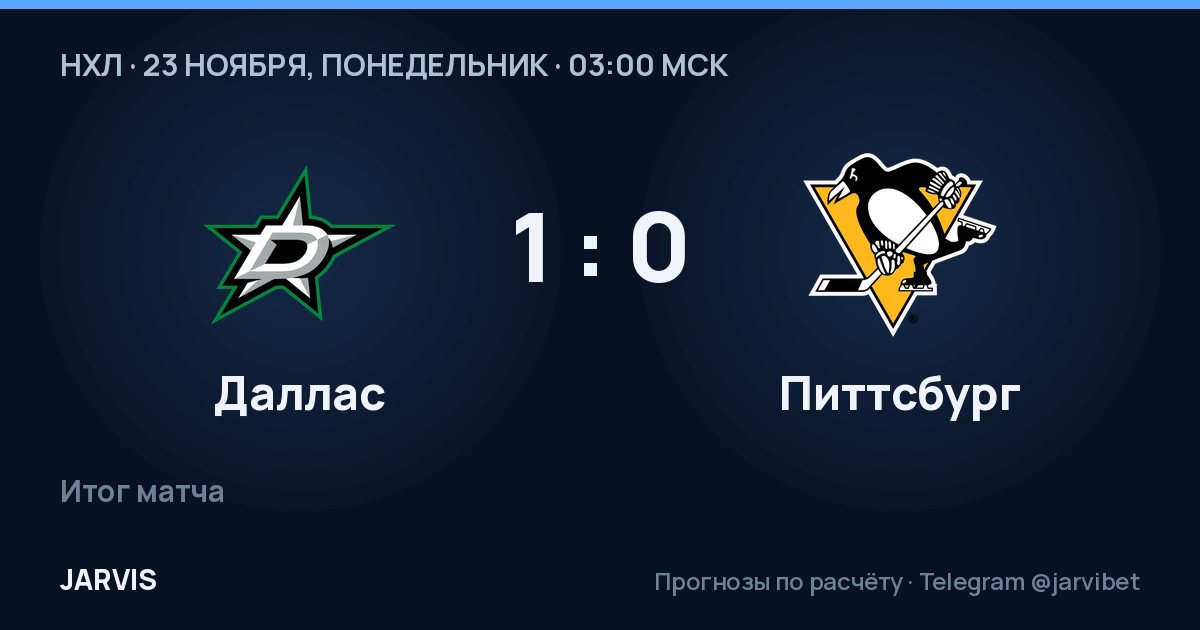 НХЛ · 23 НОЯБРЯ, ПОНЕДЕЛЬНИК · 03:00 МСК
D
1 : 0
Даллас
Питтсбург
Итог матча
JARVIS
Прогнозы по расчёту · Telegram @jarvibet